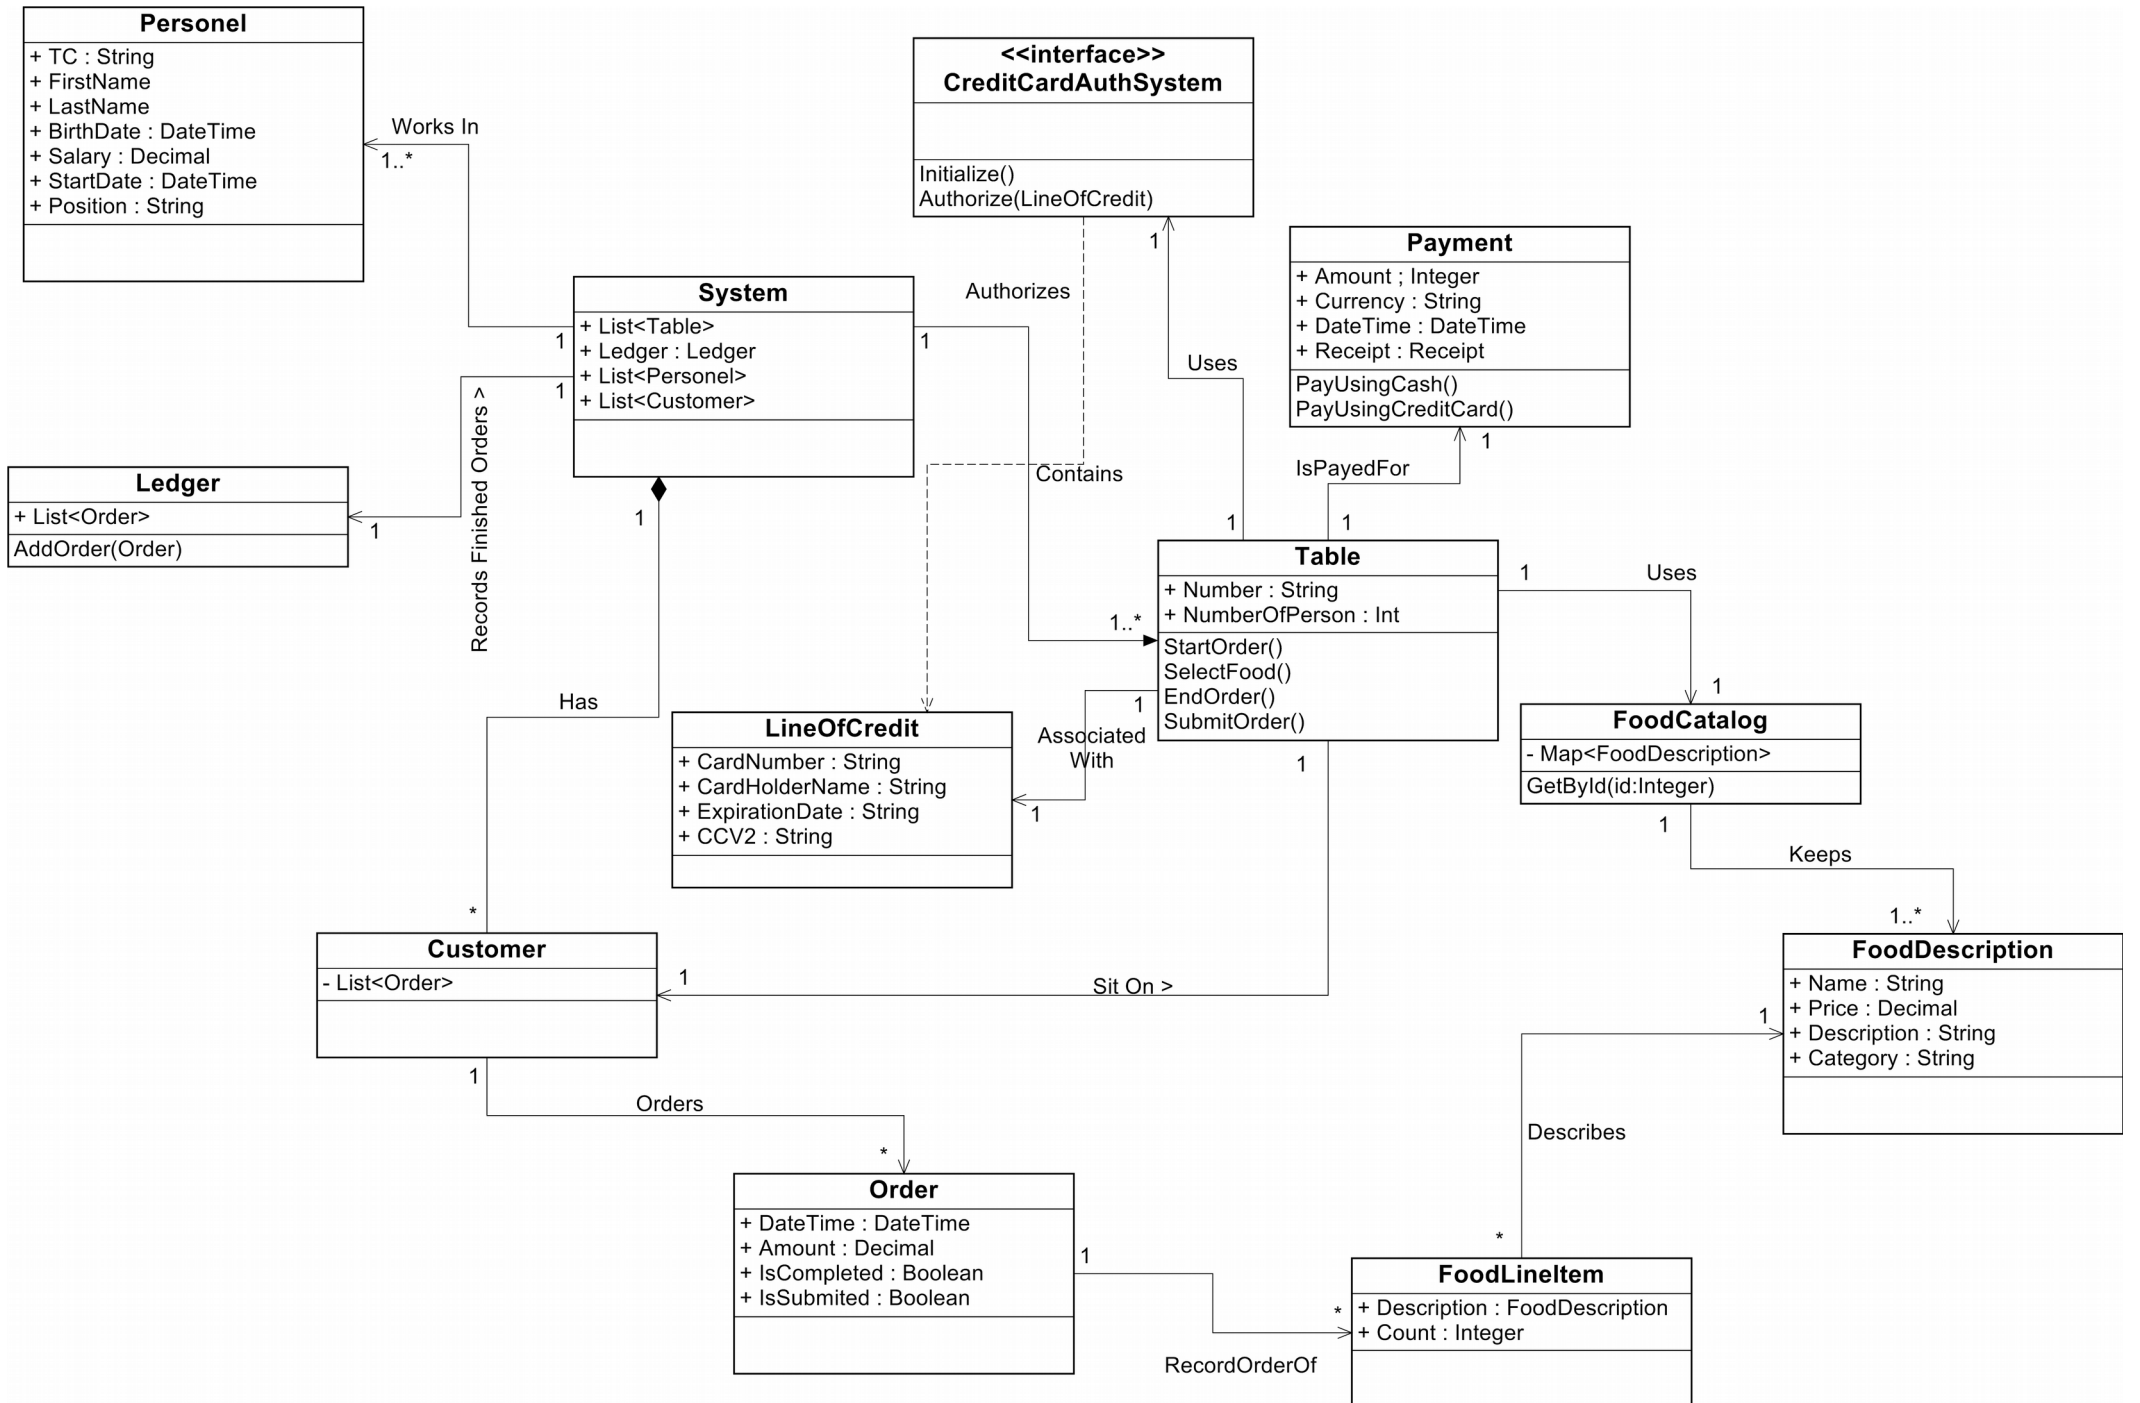 Personel
+ TC : String
+ FirstName
+ LastName
+ BirthDate : DateTime
+ Salary : Decimal
+ StartDate : DateTime
+ Position : String
Works In
1..*
<<interface>>
CreditCardAuthSystem
Initialize()
Authorize(LineOfCredit)
1
Authorizes
Uses
Payment
+ Amount ; Integer
+ Currency : String
+ DateTime : DateTime
+ Receipt : Receipt
PayUsingCash()
PayUsingCreditCard()
1
IsPayedFor
System
+ List<Table>
+ Ledger : Ledger
+ List<Personel>
+ List<Customer>
1
1
1
1
Contains
Records Finished Orders >
Ledger
+ List<Order>
AddOrder(Order)
1
1
1
Table
+ Number : String
+ NumberOfPerson : Int
StartOrder()
SelectFood()
EndOrder()
SubmitOrder()
1..*
1
Uses
1
1
Associated
With
1
1
Has
LineOfCredit
+ CardNumber : String
+ CardHolderName : String
+ ExpirationDate : String
+ CCV2 : String
FoodCatalog
- Map<FoodDescription>
GetById(id:Integer)
1
Keeps
1..*
*
Customer
- List<Order>
1
Sit On >
FoodDescription
+ Name : String
+ Price : Decimal
+ Description : String
+ Category : String
1
1
Orders
*
Describes
Order
+ DateTime : DateTime
+ Amount : Decimal
+ IsCompleted : Boolean
+ IsSubmited : Boolean
1
*
*
RecordOrderOf
FoodLineItem
+ Description : FoodDescription
+ Count : Integer